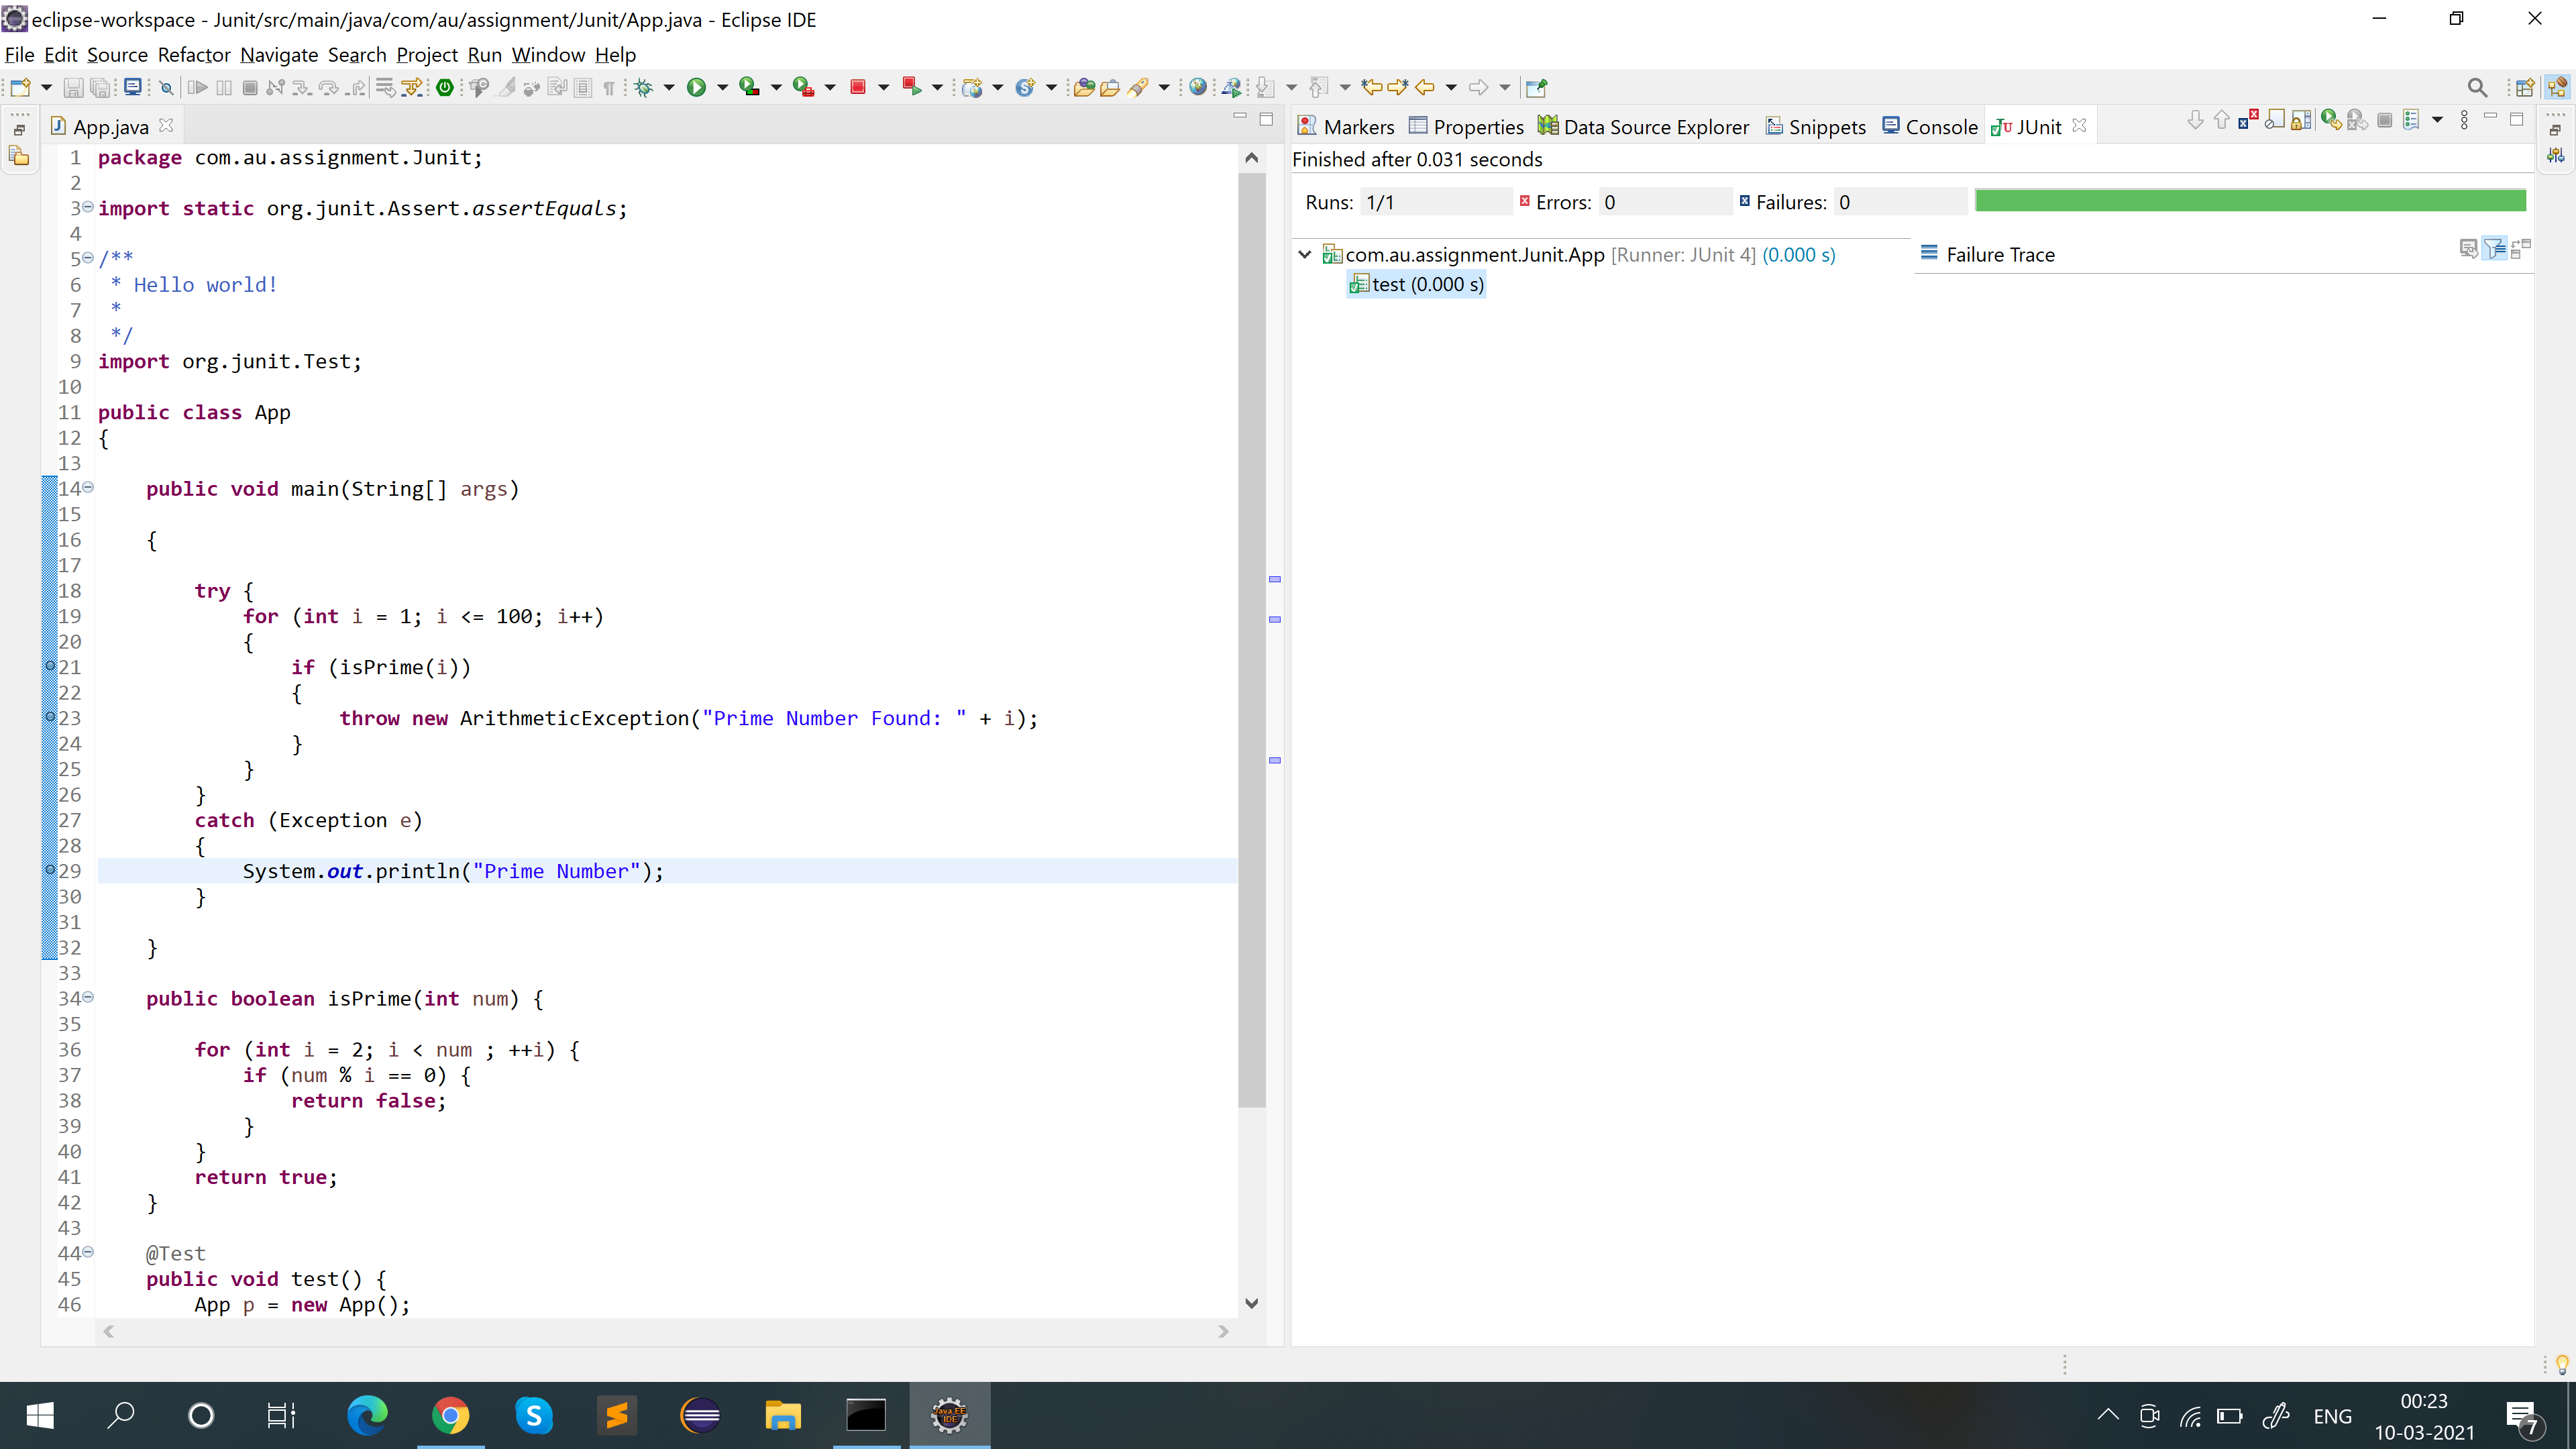 eclipse-workspace - Junit/src/main/java/com/au/assignment/Junit/App.java - Eclipse IDE
File Edit Source Refactor Navigate Search Project Run Window Help
App.java
1 package com.au.assignment.Junit;
2
3 import static org.junit.Assert.assertEquals;
4
5 /**
6  * Hello world!
7  *
8  */
9 import org.junit.Test;
10
11 public class App
12 {
13
14     public void main(String[] args)
15
16     {
17
18         try {
19             for (int i = 1; i <= 100; i++)
20             {
21                 if (isPrime(i))
22                 {
23                     throw new ArithmeticException("Prime Number Found: " + i);
24                 }
25             }
26         }
27         catch (Exception e)
28         {
29             System.out.println("Prime Number");
30         }
31
32     }
33
34     public boolean isPrime(int num) {
35
36         for (int i = 2; i < num ; ++i) {
37             if (num % i == 0) {
38                 return false;
39             }
40         }
41         return true;
42     }
43
44     @Test
45     public void test() {
46         App p = new App();
Markers Properties Data Source Explorer Snippets Console JUnit
Finished after 0.031 seconds
Runs: 1/1 Errors: 0 Failures: 0
com.au.assignment.Junit.App [Runner: JUnit 4] (0.000 s)
test (0.000 s)
Failure Trace
Java EE
IDE
ENG
00:23
10-03-2021
7